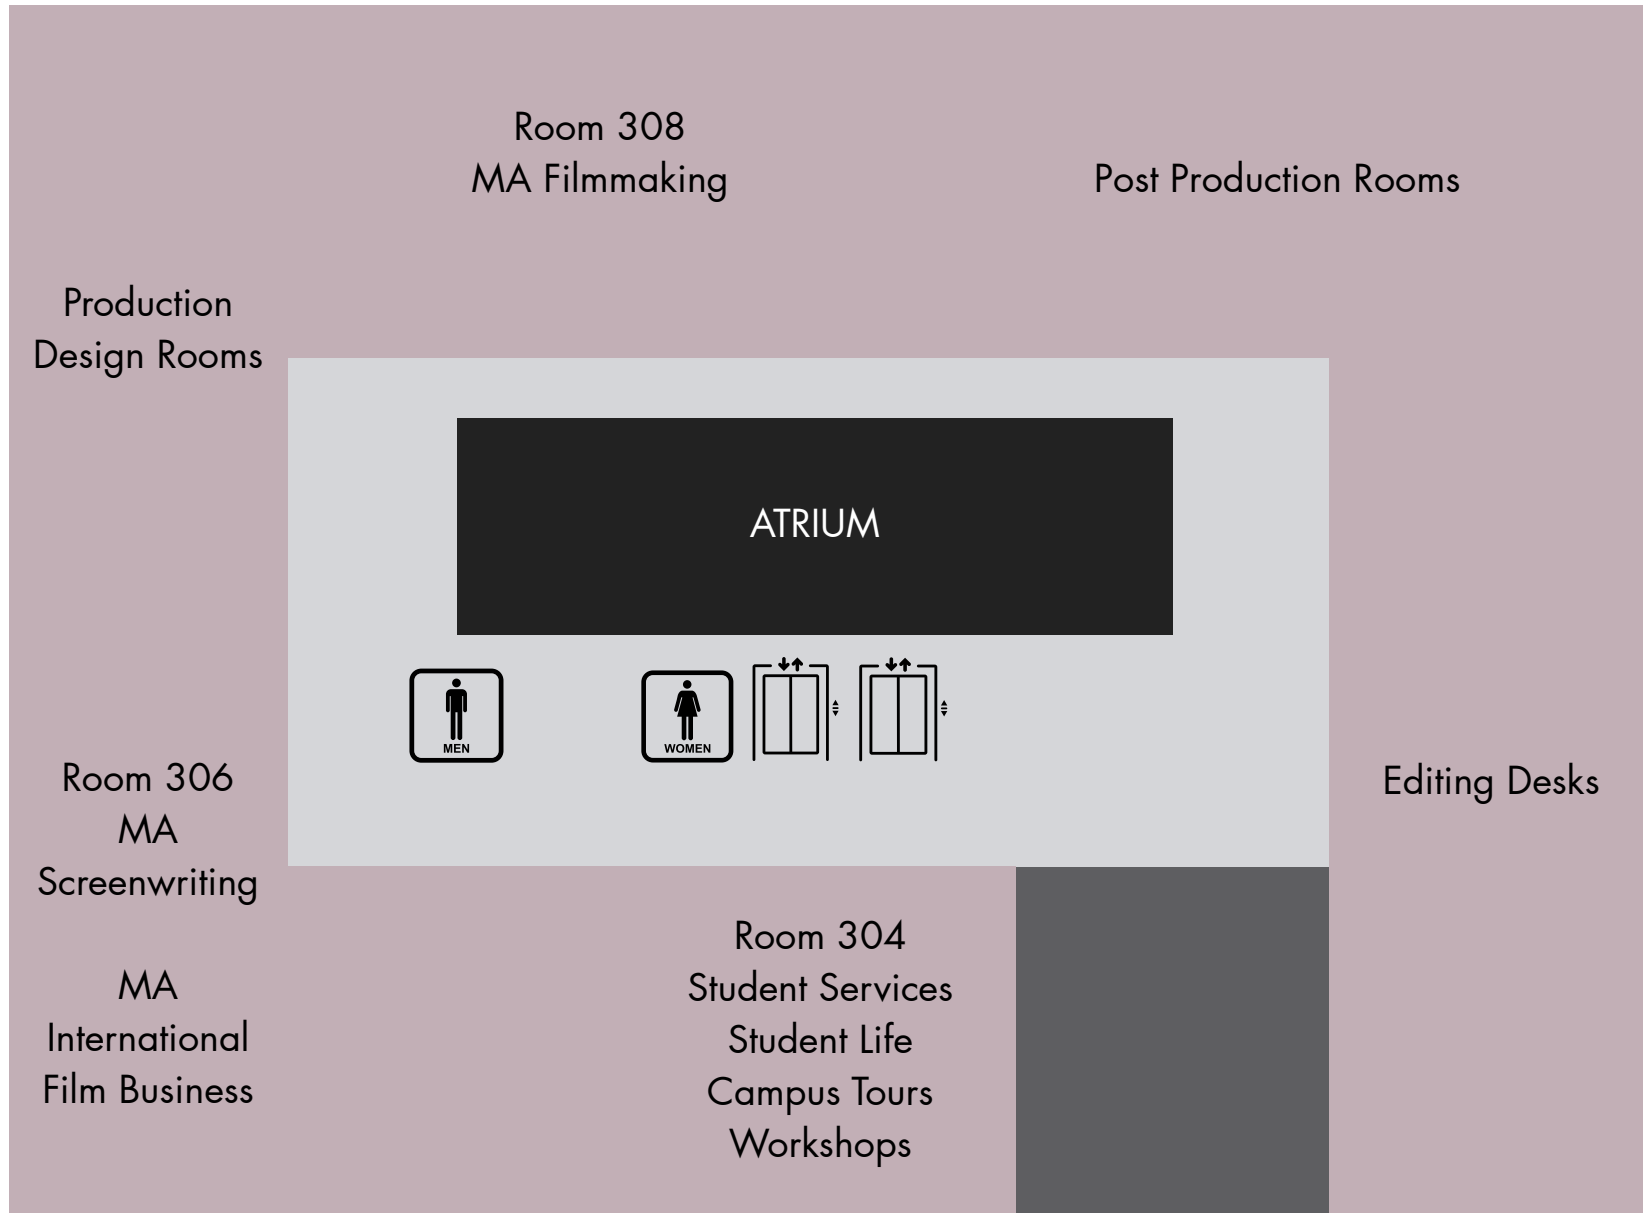 Room 308
MA Filmmaking
Post Production Rooms
Production
Design Rooms
ATRIUM
MEN
WOMEN
Room 306
MA
Screenwriting
MA
International
Film Business
Editing Desks
Room 304
Student Services
Student Life
Campus Tours
Workshops